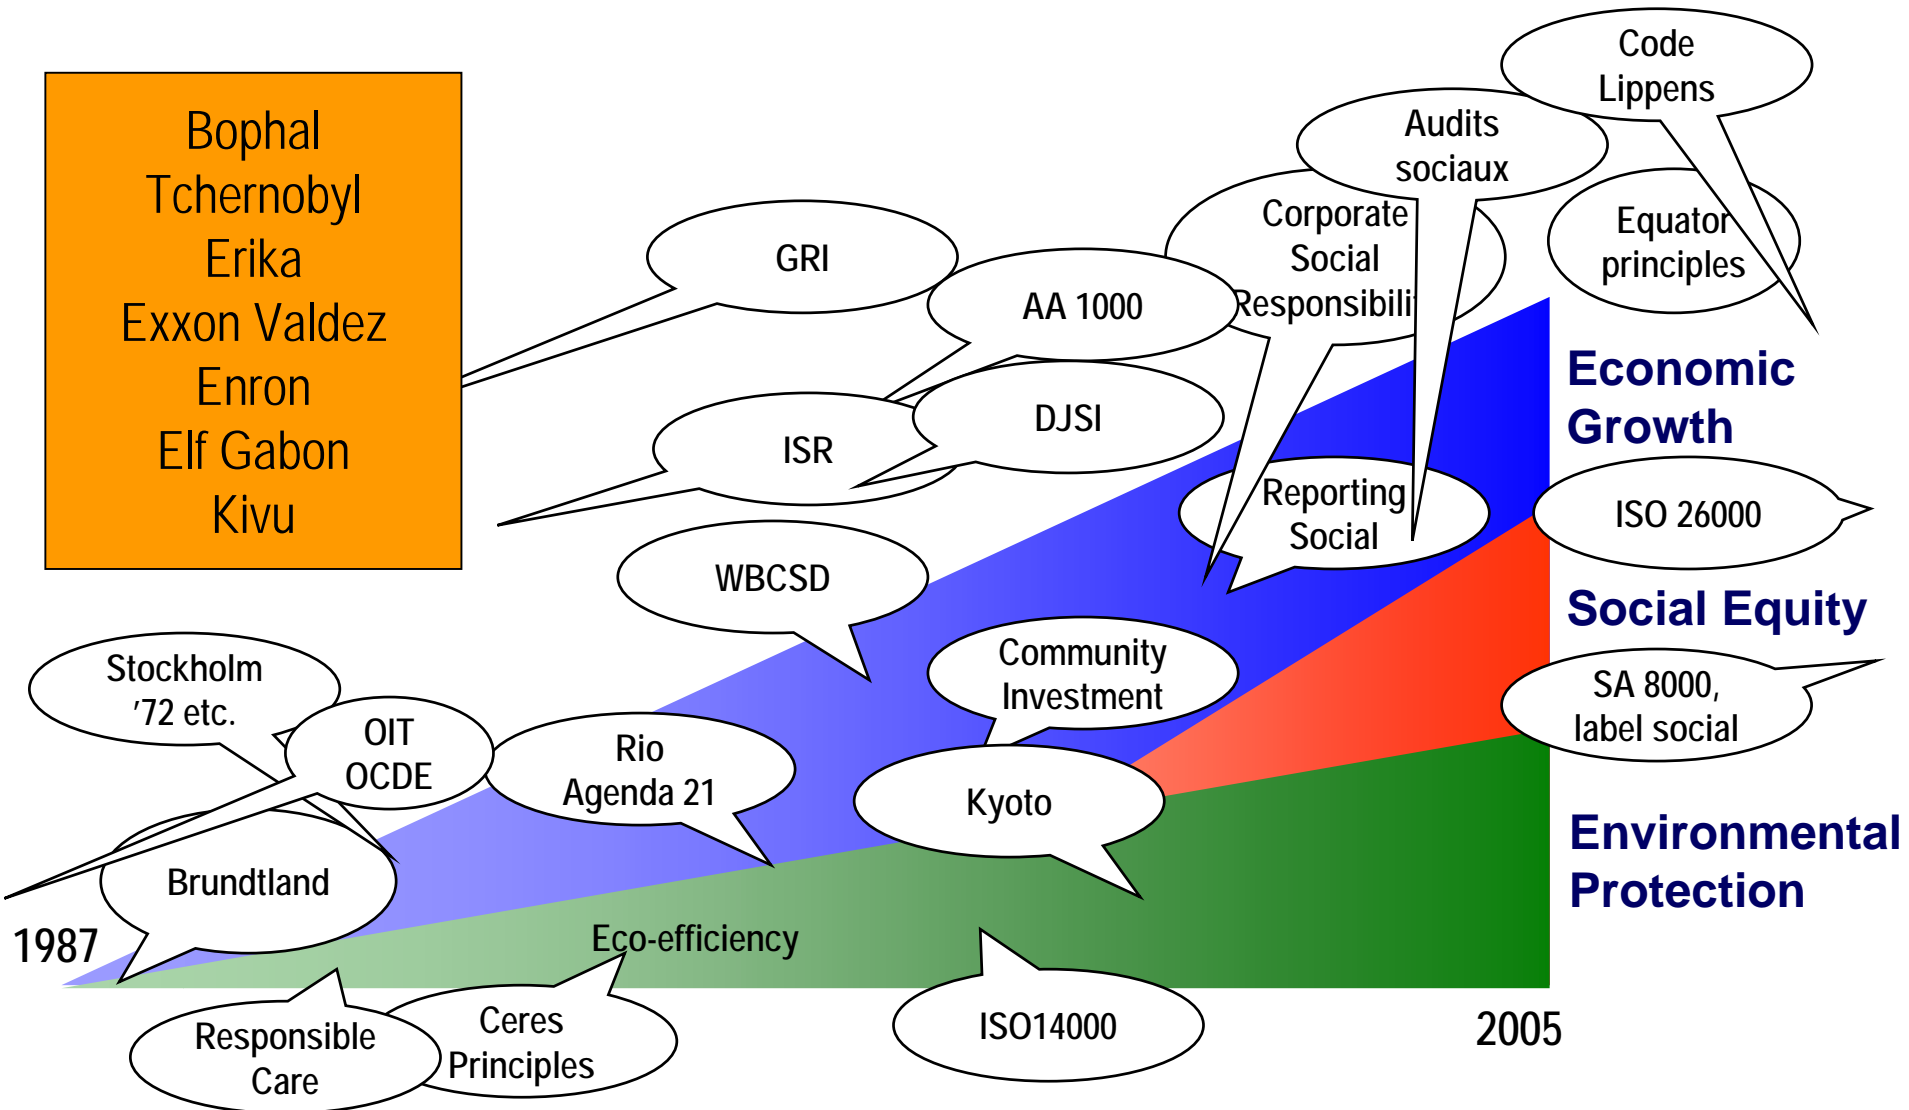 Bophal
Tchernobyl
Erika
Exxon Valdez
Enron
Elf Gabon
Kivu
Code
Lippens
Audits
sociaux
Corporate
Social
Responsibilit
Equator
principles
GRI
AA 1000
DJSI
ISR
Economic
Growth
Reporting
Social
ISO 26000
WBCSD
Social Equity
Community
Investment
SA 8000,
label social
Stockholm
'72 etc.
OIT
OCDE
Rio
Agenda 21
Kyoto
Environmental
Protection
Brundtland
1987
Eco-efficiency
Responsible
Care
Ceres
Principles
ISO14000
2005